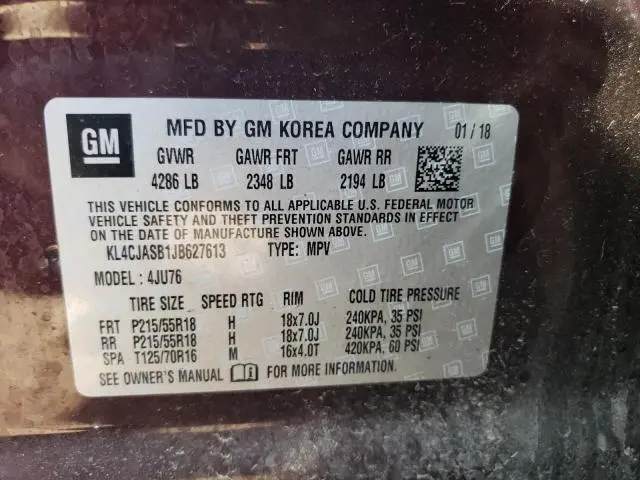 GM MFD BY GM KOREA COMPANY 01 / 18
GVWR GAWR FRT GAWR RR
4286 LB 2348 LB 2194 LB
THIS VEHICLE CONFORMS TO ALL APPLICABLE U.S. FEDERAL MOTOR
VEHICLE SAFETY AND THEFT PREVENTION STANDARDS IN EFFECT
ON THE DATE OF MANUFACTURE SHOWN ABOVE.
KL4CJASB1JB627613 TYPE: MPV
MODEL: 4JU76
TIRE SIZE SPEED RTG RIM COLD TIRE PRESSURE
FRT P215/55R18 H 18x7.0J 240KPA, 35 PSI
RR P215/55R18 H 18x7.0J 240KPA, 35 PSI
SPA T125/70R16 M 16x4.0T 420KPA, 60 PSI
SEE OWNER'S MANUAL FOR MORE INFORMATION.